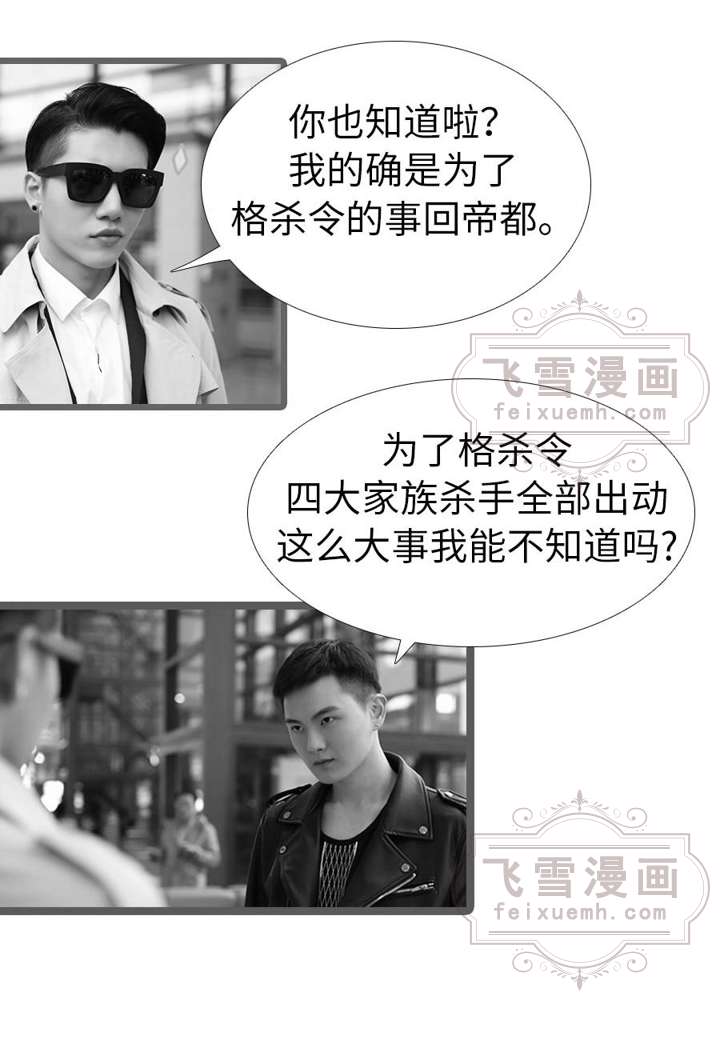 你也知道啦?
我的确是为了
格杀令的事回帝都。
飞雪漫画
feixuemh.com
为了格杀令
四大家族杀手全部出动
这么大事我能不知道吗?
飞雪漫画
feixuemh.com